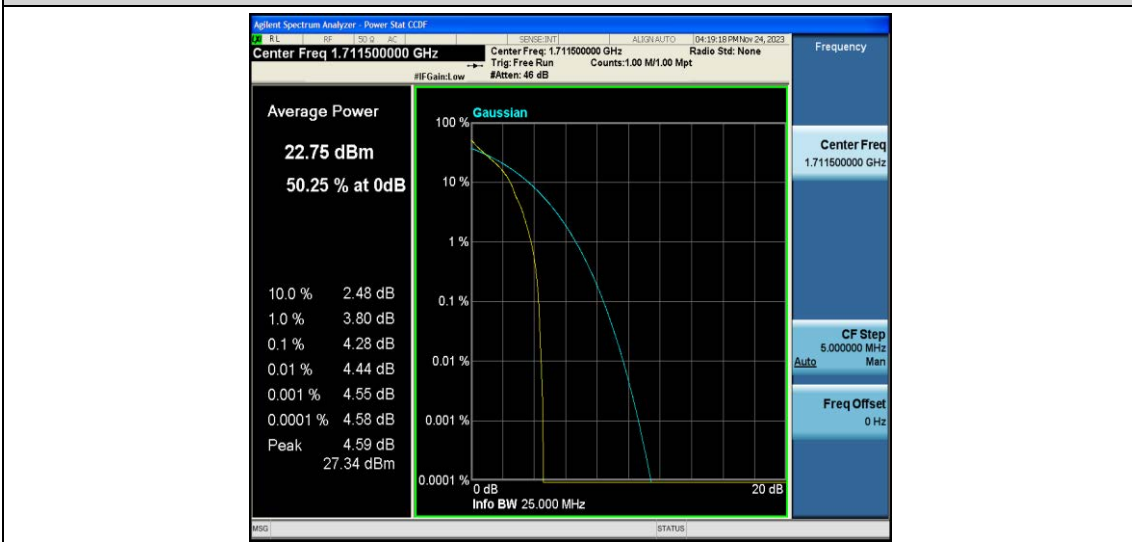 Agilent Spectrum Analyzer - Power Stat CCDF
RL RF 50 Ω AC SENSE:INT ALIGN AUTO 04:19:18 PM Nov 24, 2023
Center Freq 1.711500000 GHz
Center Freq: 1.711500000 GHz Radio Std: None
Trig: Free Run Counts:1.00 M/1.00 Mpt
#IFGain:Low #Atten: 46 dB
Frequency
Average Power
22.75 dBm
50.25 % at 0dB
10.0 % 2.48 dB
1.0 % 3.80 dB
0.1 % 4.28 dB
0.01 % 4.44 dB
0.001 % 4.55 dB
0.0001 % 4.58 dB
Peak 4.59 dB
27.34 dBm
Gaussian
100 %
10 %
1 %
0.1 %
0.01 %
0.001 %
0.0001 %
0 dB 20 dB
Info BW 25.000 MHz
Center Freq
1.711500000 GHz
CF Step
5.000000 MHz
Auto Man
Freq Offset
0 Hz
MSG STATUS